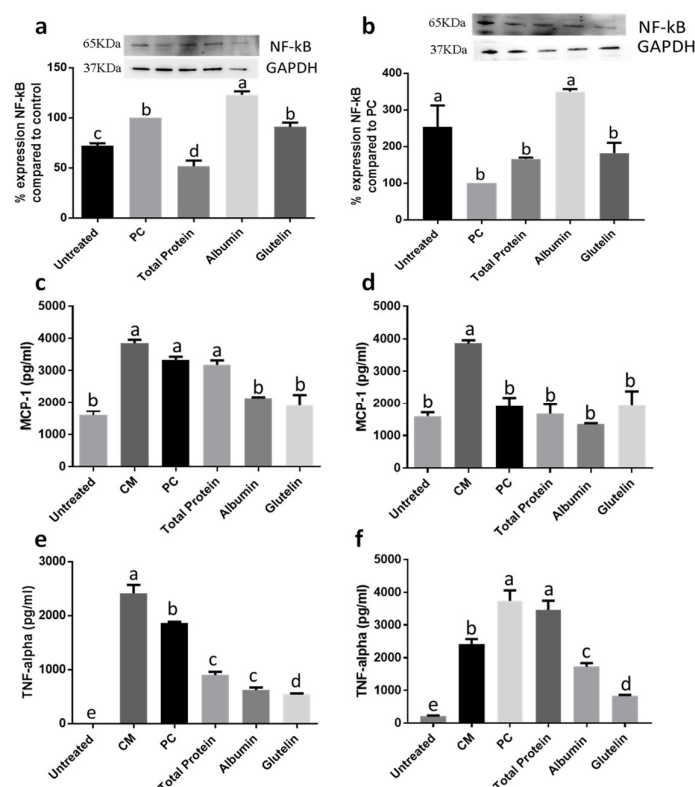 a
65KDa NF-kB
37KDa GAPDH
% expression NF-kB
compared to control
150
100
50
0
c b d a b
Untreated PC Total Protein Albumin Glutelin
b
65KDa NF-kB
37KDa GAPDH
% expression NF-kB
compared to PC
400
300
200
100
0
a b b a b
Untreated PC Total Protein Albumin Glutelin
c
MCP-1 (pg/ml)
5000
4000
3000
2000
1000
0
b a a a b b
Untreated CM PC Total Protein Albumin Glutelin
d
MCP-1 (pg/ml)
5000
4000
3000
2000
1000
0
b a b b b b
Untreated CM PC Total Protein Albumin Glutelin
e
TNF-alpha (pg/ml)
3000
2000
1000
0
e a b c c d
Untreated CM PC Total Protein Albumin Glutelin
f
TNF-alpha (pg/ml)
5000
4000
3000
2000
1000
0
e b a a c d
Untreated CM PC Total Protein Albumin Glutelin